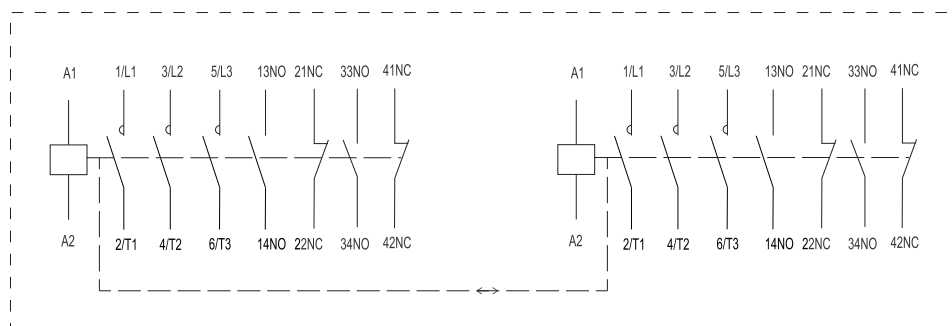 A1 1/L1 3/L2 5/L3 13NO 21NC 33NO 41NC A1 1/L1 3/L2 5/L3 13NO 21NC 33NO 41NC
A2 2/T1 4/T2 6/T3 14NO 22NC 34NO 42NC A2 2/T1 4/T2 6/T3 14NO 22NC 34NO 42NC